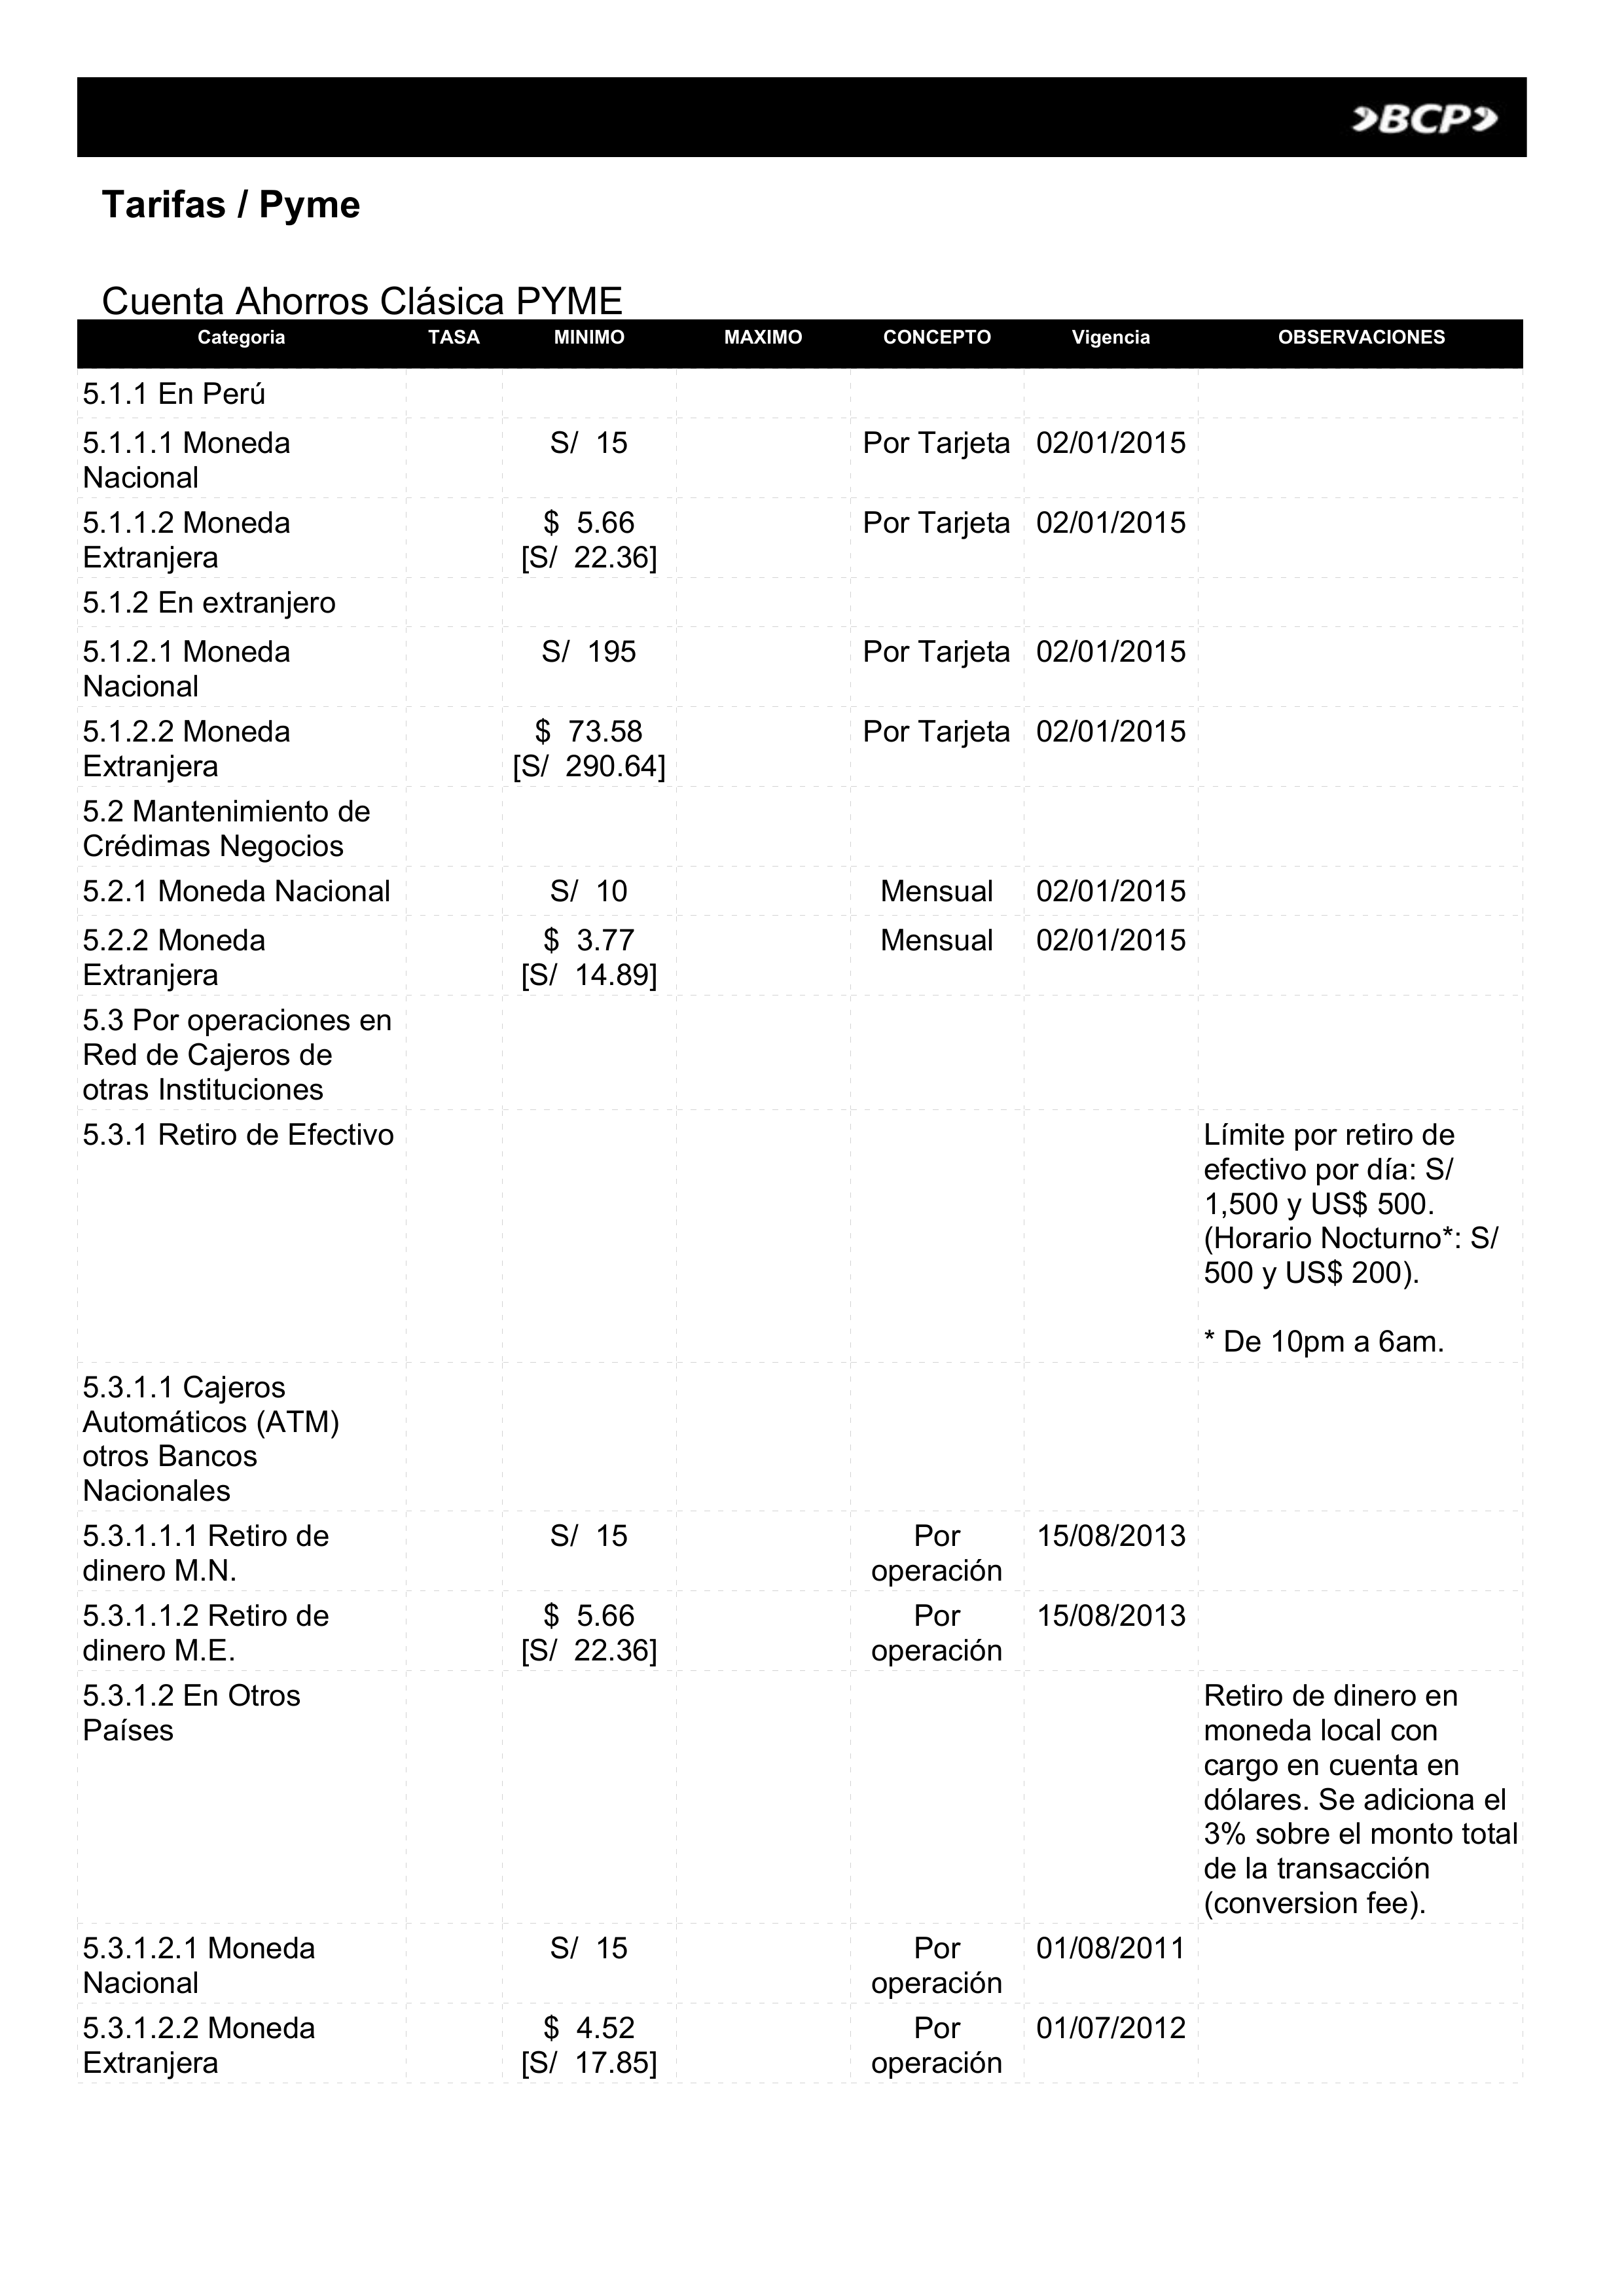 BCP
Tarifas / Pyme
Cuenta Ahorros Clásica PYME
Categoria TASA MINIMO MAXIMO CONCEPTO Vigencia OBSERVACIONES
5.1.1 En Perú
5.1.1.1 Moneda S/ 15 Por Tarjeta 02/01/2015
Nacional
5.1.1.2 Moneda $ 5.66 Por Tarjeta 02/01/2015
Extranjera [S/ 22.36]
5.1.2 En extranjero
5.1.2.1 Moneda S/ 195 Por Tarjeta 02/01/2015
Nacional
5.1.2.2 Moneda $ 73.58 Por Tarjeta 02/01/2015
Extranjera [S/ 290.64]
5.2 Mantenimiento de
Crédimas Negocios
5.2.1 Moneda Nacional S/ 10 Mensual 02/01/2015
5.2.2 Moneda $ 3.77 Mensual 02/01/2015
Extranjera [S/ 14.89]
5.3 Por operaciones en
Red de Cajeros de
otras Instituciones
5.3.1 Retiro de Efectivo Límite por retiro de
efectivo por día: S/
1,500 y US$ 500.
(Horario Nocturno*: S/
500 y US$ 200).
* De 10pm a 6am.
5.3.1.1 Cajeros
Automáticos (ATM)
otros Bancos
Nacionales
5.3.1.1.1 Retiro de S/ 15 Por 15/08/2013
dinero M.N. operación
5.3.1.1.2 Retiro de $ 5.66 Por 15/08/2013
dinero M.E. [S/ 22.36] operación
5.3.1.2 En Otros Retiro de dinero en
Países moneda local con
cargo en cuenta en
dólares. Se adiciona el
3% sobre el monto total
de la transacción
(conversion fee).
5.3.1.2.1 Moneda S/ 15 Por 01/08/2011
Nacional operación
5.3.1.2.2 Moneda $ 4.52 Por 01/07/2012
Extranjera [S/ 17.85] operación